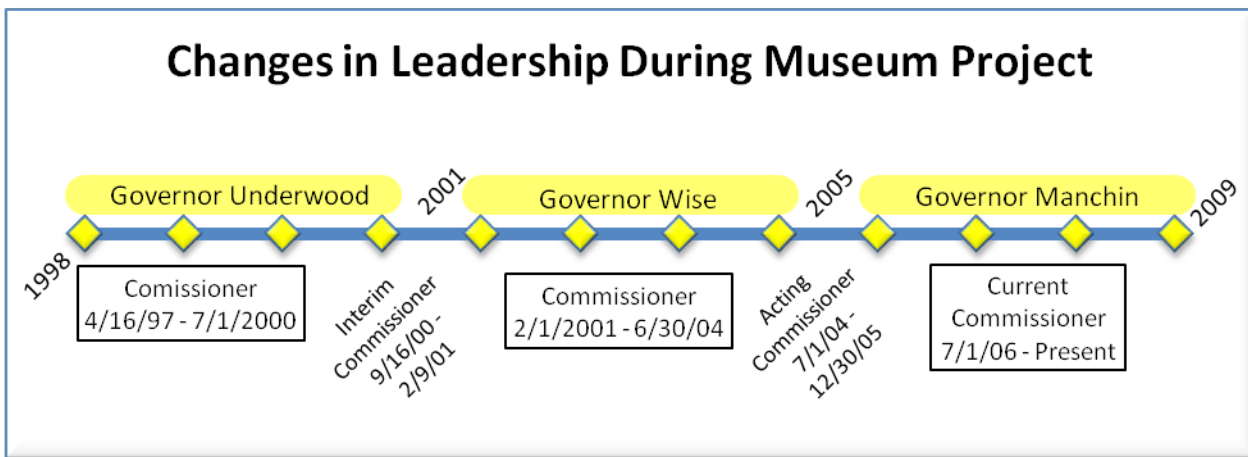 Changes in Leadership During Museum Project
Governor Underwood
2001
Governor Wise
2005
Governor Manchin
2009
1998
Comissioner
4/16/97 - 7/1/2000
Interim
Commissioner
9/16/00 -
2/9/01
Commissioner
2/1/2001 - 6/30/04
Acting
Commissioner
7/1/04 -
12/30/05
Current
Commissioner
7/1/06 - Present